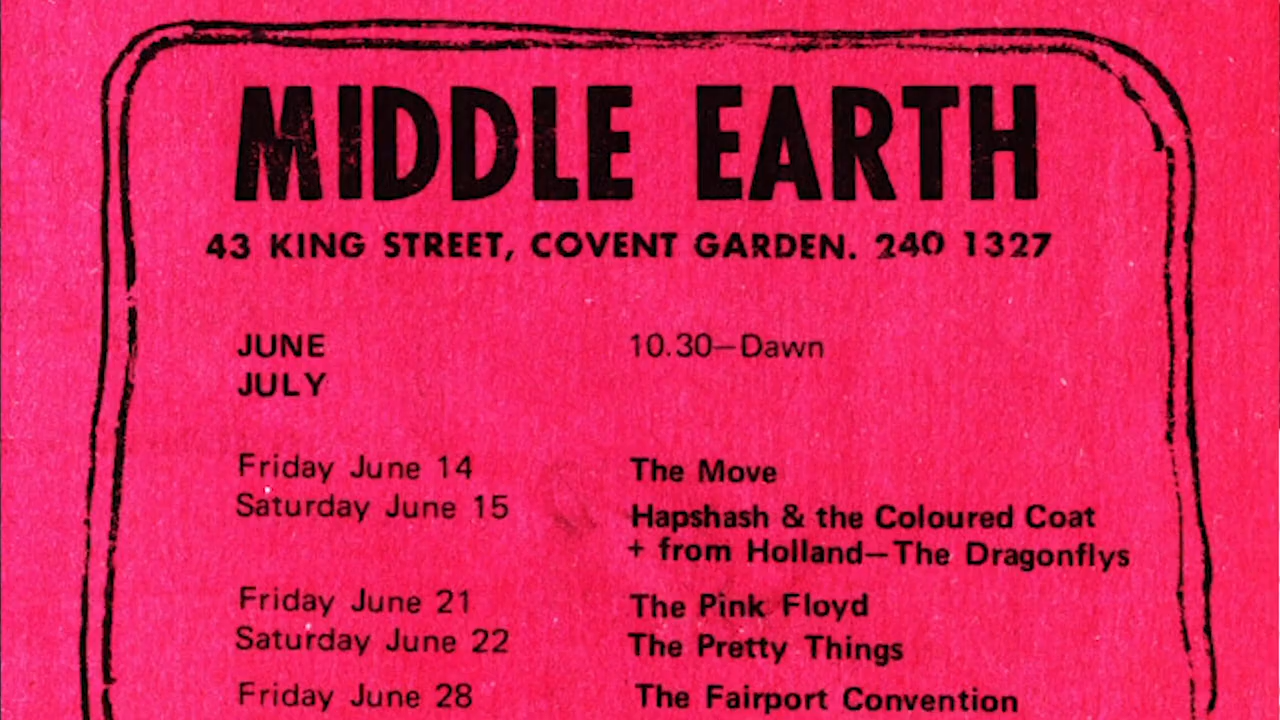 MIDDLE EARTH
43 KING STREET, COVENT GARDEN. 240 1327
JUNE 10.30—Dawn
JULY
Friday June 14 The Move
Saturday June 15 Hapshash & the Coloured Coat
+ from Holland—The Dragonflys
Friday June 21 The Pink Floyd
Saturday June 22 The Pretty Things
Friday June 28 The Fairport Convention